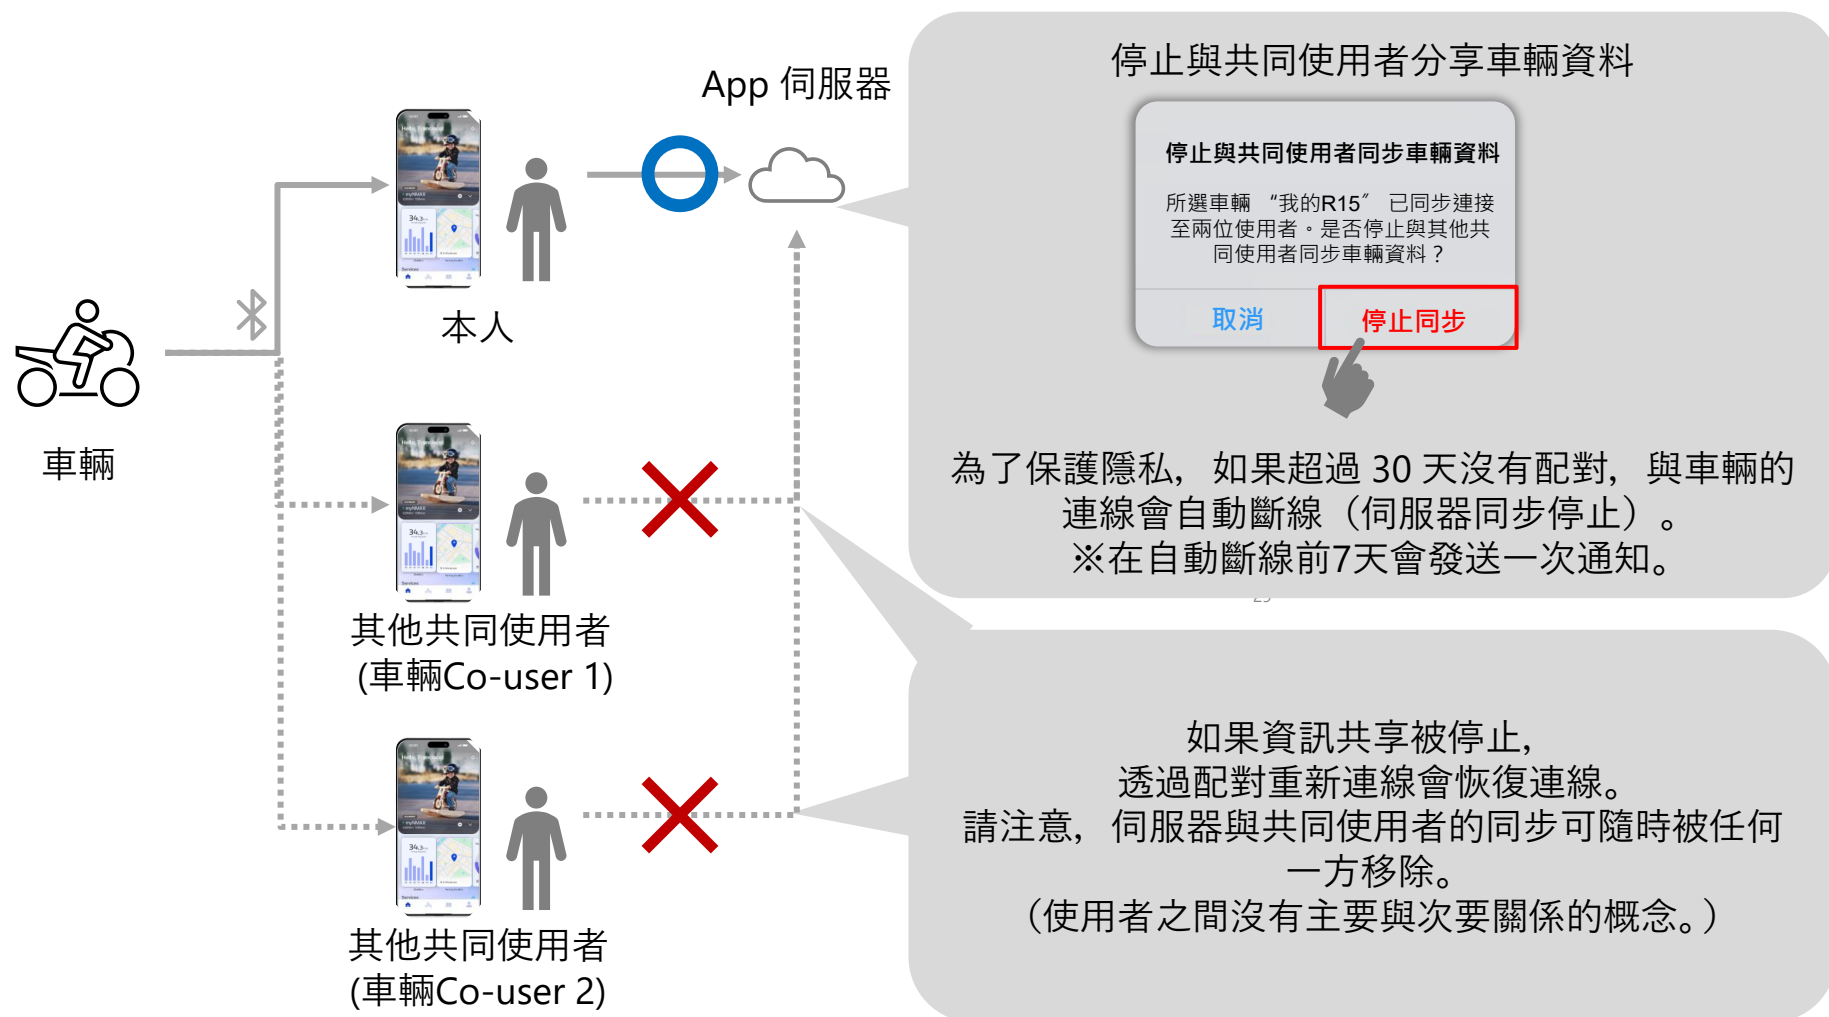 App 伺服器
本人
車輛
其他共同使用者
(車輛Co-user 1)
其他共同使用者
(車輛Co-user 2)
停止與共同使用者分享車輛資料
停止與共同使用者同步車輛資料
所選車輛 “我的R15” 已同步連接
至兩位使用者。是否停止與其他共
同使用者同步車輛資料？
取消
停止同步
為了保護隱私，如果超過 30 天沒有配對，與車輛的
連線會自動斷線（伺服器同步停止）。
※在自動斷線前7天會發送一次通知。
如果資訊共享被停止，
透過配對重新連線會恢復連線。
請注意，伺服器與共同使用者的同步可隨時被任何
一方移除。
（使用者之間沒有主要與次要關係的概念。）
34.3
Services
34.3
Services
34.3